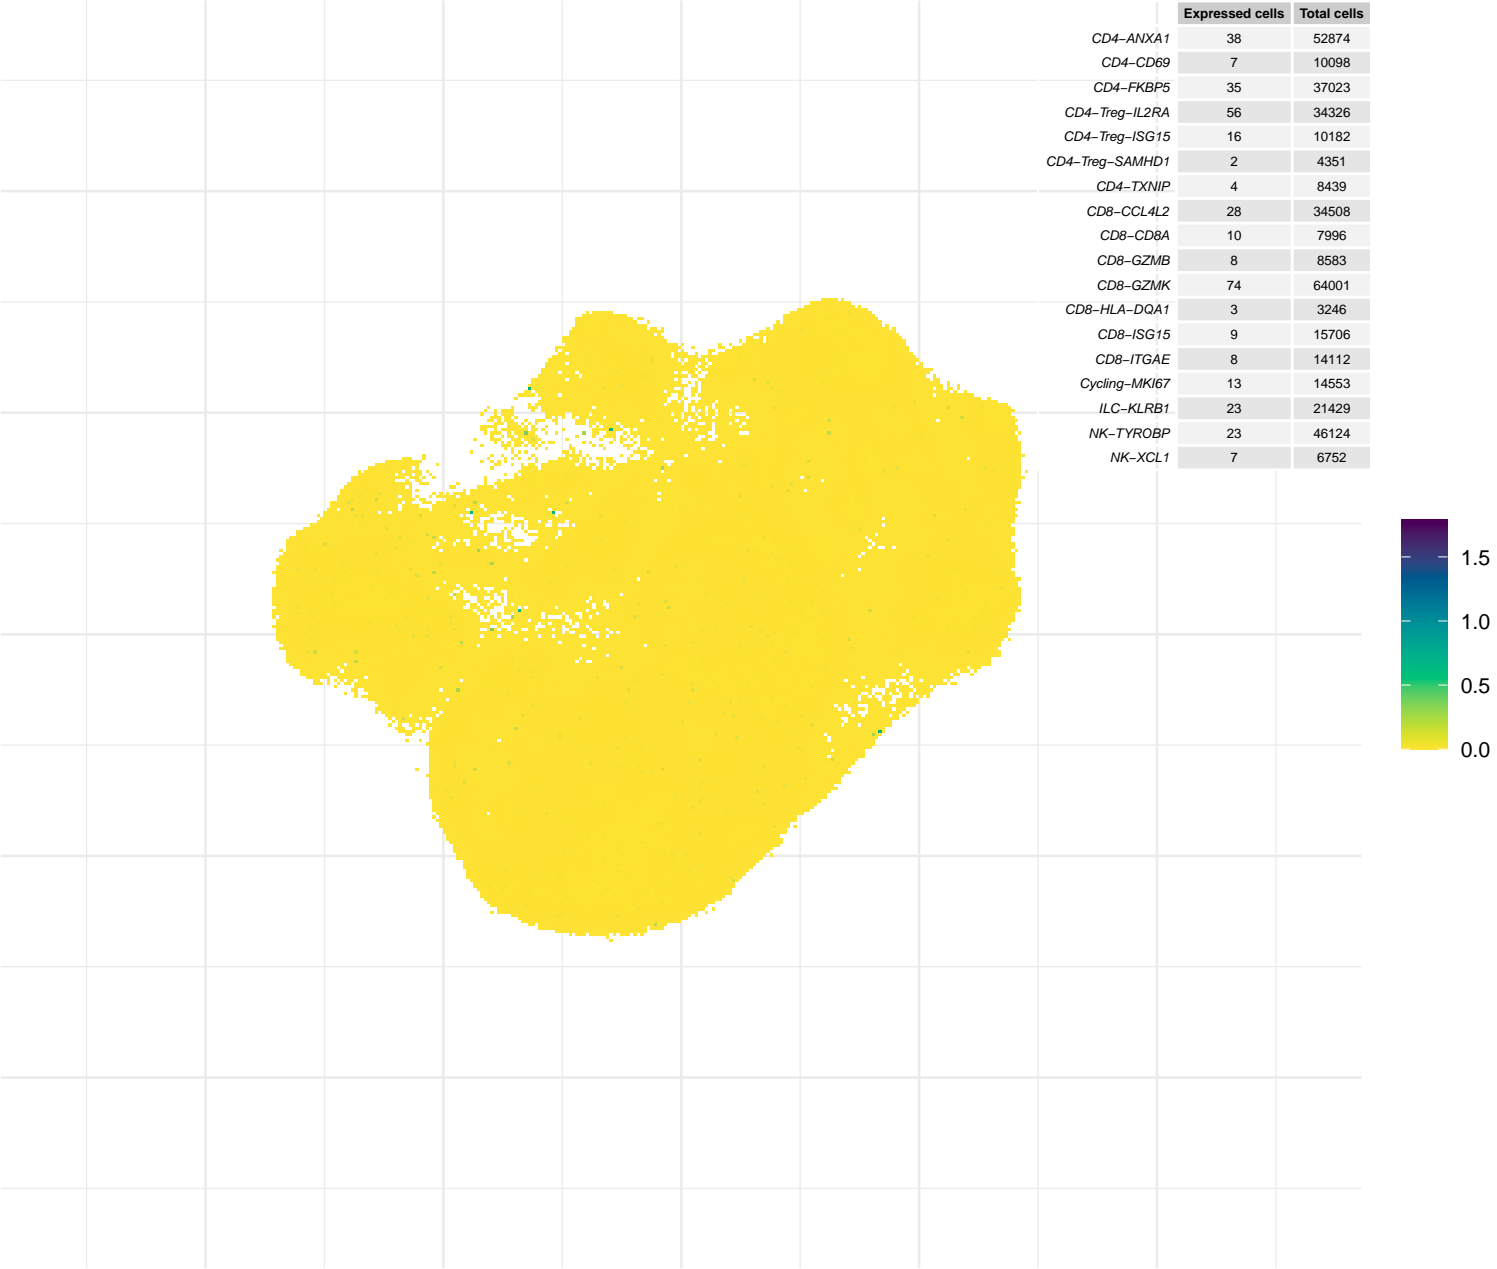 Expressed cells Total cells
CD4−ANXA1 38 52874
CD4−CD69 7 10098
CD4−FKBP5 35 37023
CD4−Treg−IL2RA 56 34326
CD4−Treg−ISG15 16 10182
CD4−Treg−SAMHD1 2 4351
CD4−TXNIP 4 8439
CD8−CCL4L2 28 34508
CD8−CD8A 10 7996
CD8−GZMB 8 8583
CD8−GZMK 74 64001
CD8−HLA−DQA1 3 3246
CD8−ISG15 9 15706
CD8−ITGAE 8 14112
Cycling−MKI67 13 14553
ILC−KLRB1 23 21429
NK−TYROBP 23 46124
NK−XCL1 7 6752
1.5
1.0
0.5
0.0